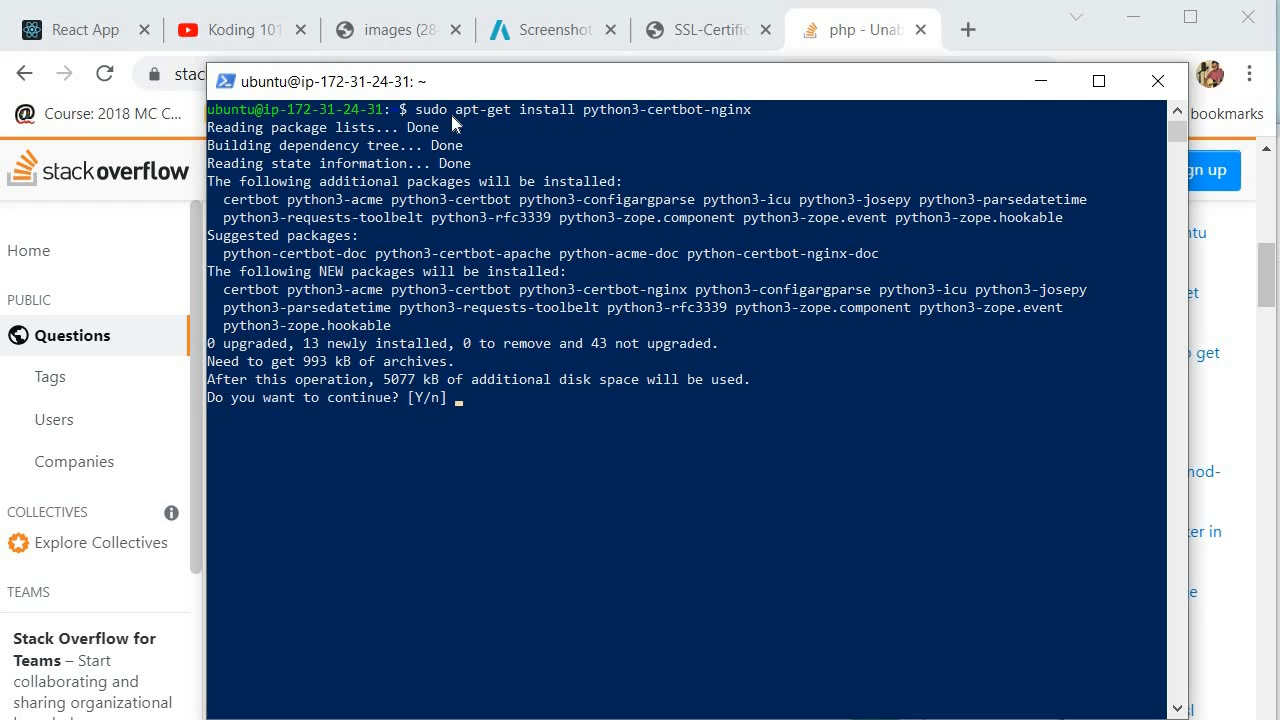 React App
Koding 101
images (28
Screenshot
SSL-Certific
php - Unab
stac
Course: 2018 MC C...
bookmarks
ubuntu@ip-172-31-24-31: ~
ubuntu@ip-172-31-24-31: $ sudo apt-get install python3-certbot-nginx
Reading package lists... Done
Building dependency tree... Done
Reading state information... Done
The following additional packages will be installed:
certbot python3-acme python3-certbot python3-configargparse python3-icu python3-josepy python3-parsedatetime
python3-requests-toolbelt python3-rfc3339 python3-zope.component python3-zope.event python3-zope.hookable
Suggested packages:
python-certbot-doc python3-certbot-apache python-acme-doc python-certbot-nginx-doc
The following NEW packages will be installed:
certbot python3-acme python3-certbot python3-certbot-nginx python3-configargparse python3-icu python3-josepy
python3-parsedatetime python3-requests-toolbelt python3-rfc3339 python3-zope.component python3-zope.event
python3-zope.hookable
0 upgraded, 13 newly installed, 0 to remove and 43 not upgraded.
Need to get 993 kB of archives.
After this operation, 5077 kB of additional disk space will be used.
Do you want to continue? [Y/n]
stackoverflow
Home
PUBLIC
Questions
Tags
Users
Companies
COLLECTIVES
Explore Collectives
TEAMS
Stack Overflow for
Teams – Start
collaborating and
sharing organizational
gn up
ntu
et
o get
mod-
ter in
e
sl